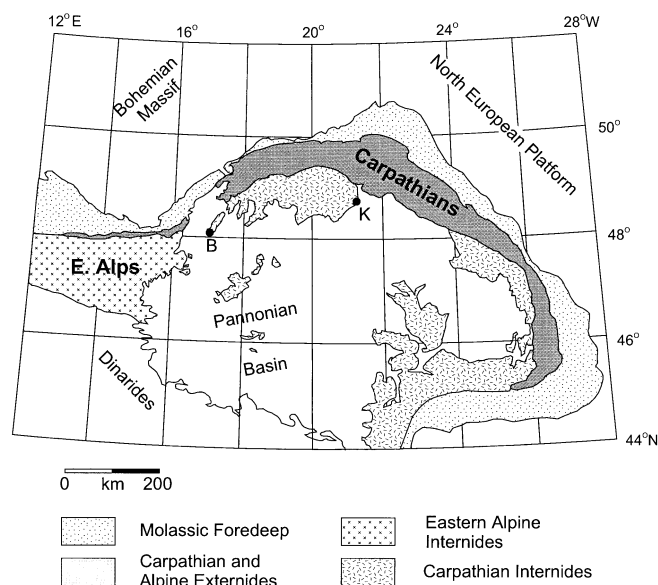 12°E
16°
20°
24°
28°W
Bohemian
Massif
North European Platform
50°
Carpathians
K
B
48°
E. Alps
Pannonian
Basin
46°
Dinarides
44°N
0 km 200
Molassic Foredeep
Eastern Alpine
Internides
Carpathian and
Alpine Externides
Carpathian Internides